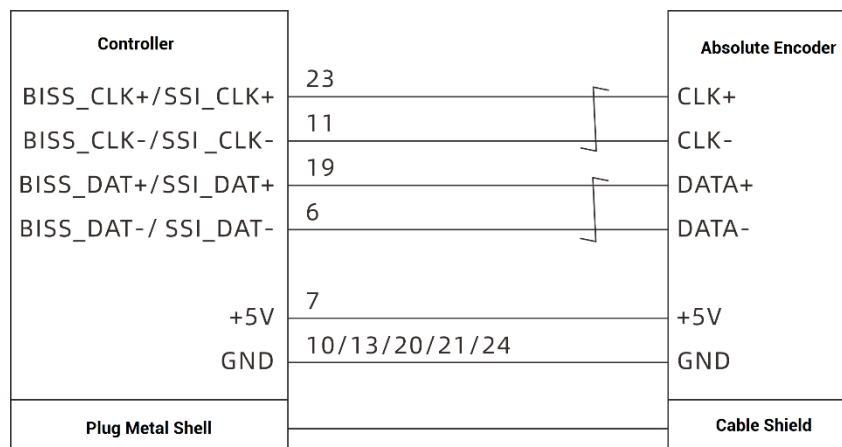 Controller
Absolute Encoder
BISS_CLK+/SSI_CLK+ 23 CLK+
BISS_CLK-/SSI_CLK- 11 CLK-
BISS_DAT+/SSI_DAT+ 19 DATA+
BISS_DAT-/ SSI_DAT- 6 DATA-
+5V 7 +5V
GND 10/13/20/21/24 GND
Plug Metal Shell
Cable Shield